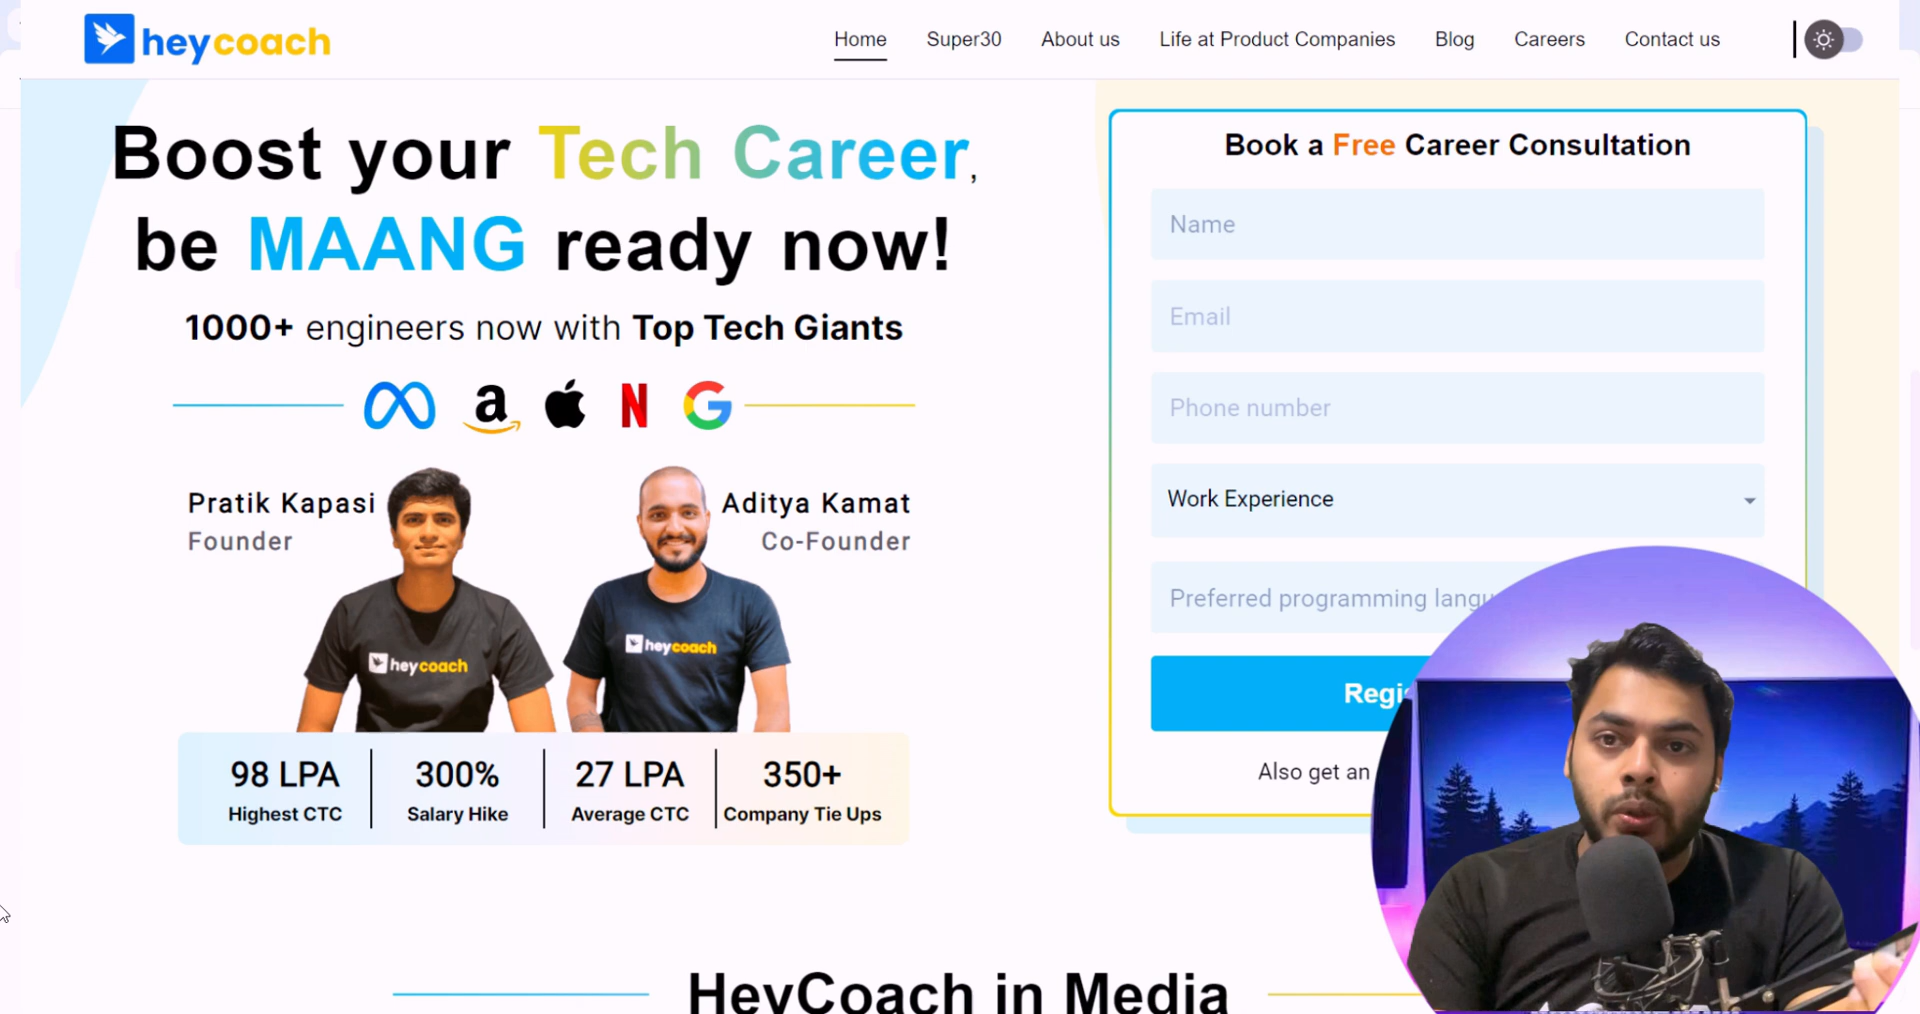 heycoach
Home
Super30
About us
Life at Product Companies
Blog
Careers
Contact us
Boost your Tech Career,
be MAANG ready now!
1000+ engineers now with Top Tech Giants
Pratik Kapasi
Founder
Aditya Kamat
Co-Founder
heycoach
heycoach
98 LPA
Highest CTC
300%
Salary Hike
27 LPA
Average CTC
350+
Company Tie Ups
Book a Free Career Consultation
Name
Email
Phone number
Work Experience
Preferred programming
Also get an
HeyCoach in Media